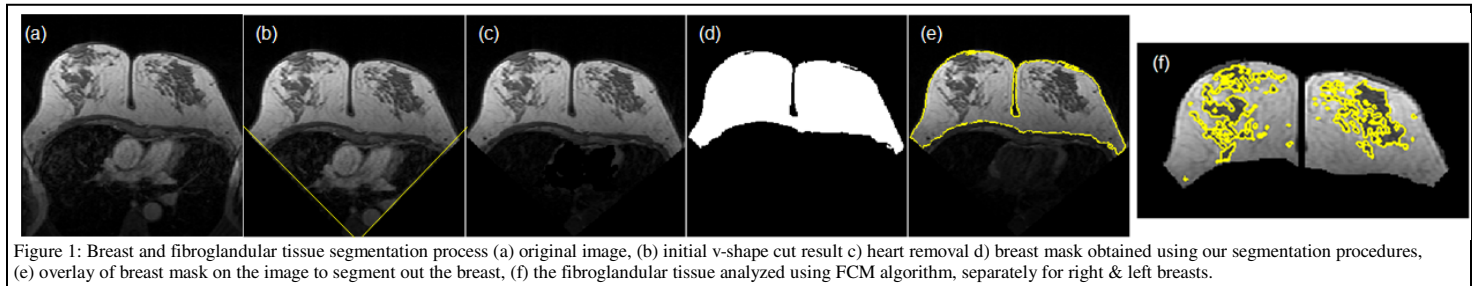 (a) (b) (c) (d) (e) (f)
Figure 1: Breast and fibroglandular tissue segmentation process (a) original image, (b) initial v-shape cut result c) heart removal d) breast mask obtained using our segmentation procedures,
(e) overlay of breast mask on the image to segment out the breast, (f) the fibroglandular tissue analyzed using FCM algorithm, separately for right & left breasts.